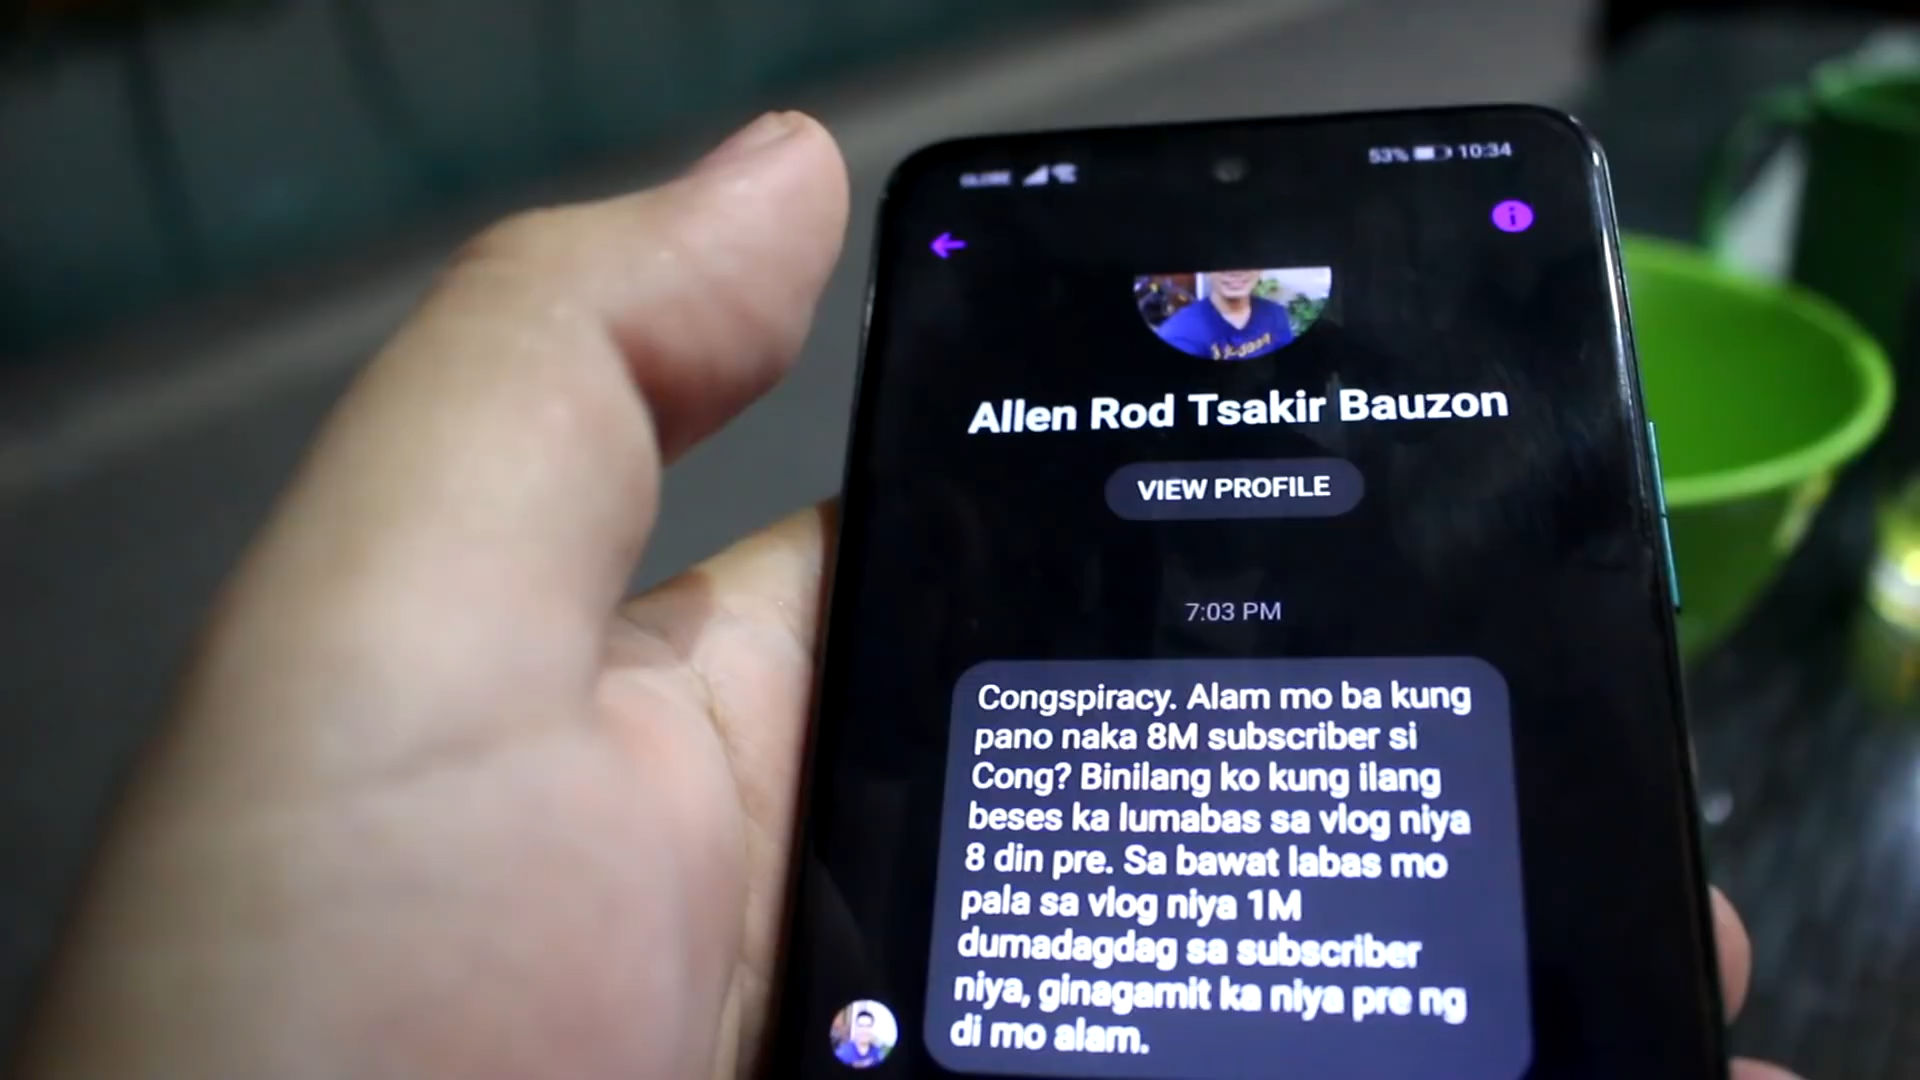 53% 10:34
Allen Rod Tsakir Bauzon
VIEW PROFILE
7:03 PM
Congspiracy. Alam mo ba kung
pano naka 8M subscriber si
Cong? Binilang ko kung ilang
beses ka lumabas sa vlog niya
8 din pre. Sa bawat labas mo
pala sa vlog niya 1M
dumadagdag sa subscriber
niya, ginagamit ka niya pre ng
di mo alam.